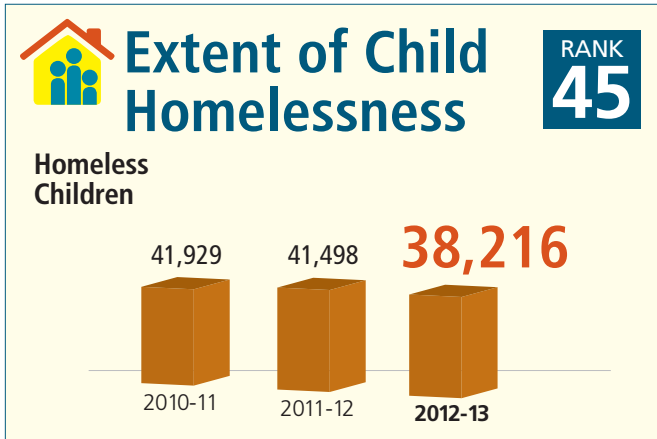 Extent of Child
Homelessness
RANK
45
Homeless
Children
41,929
41,498
38,216
2010-11
2011-12
2012-13